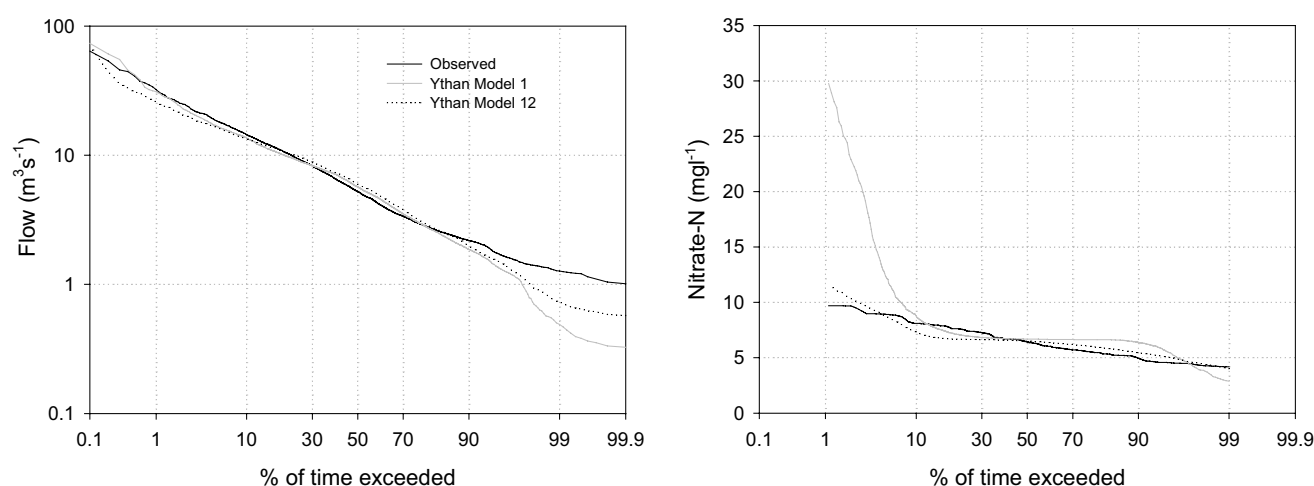 100
10
1
0.1
Flow (m³s⁻¹)
Observed
Ythan Model 1
Ythan Model 12
0.1 1 10 30 50 70 90 99 99.9
% of time exceeded
35
30
25
20
15
10
5
0
Nitrate-N (mgl⁻¹)
0.1 1 10 30 50 70 90 99 99.9
% of time exceeded